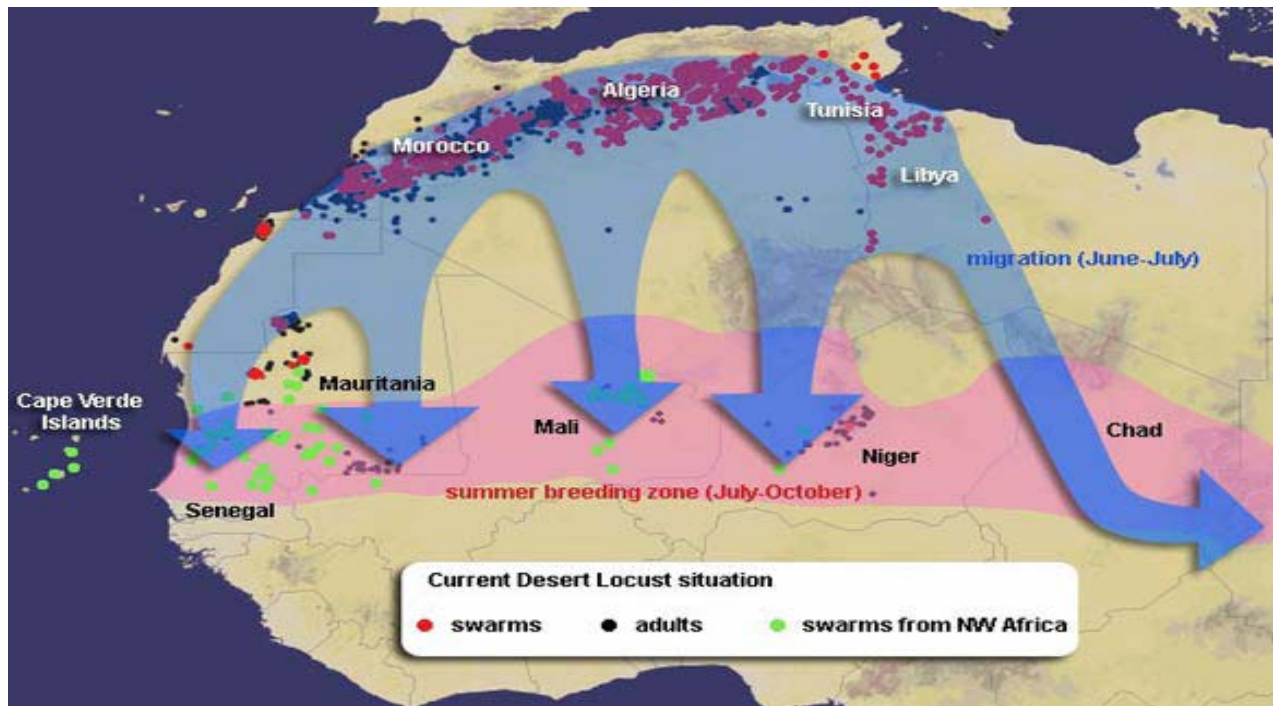 Algeria
Tunisia
Morocco
Libya
migration (June-July)
Mauritania
Cape Verde
Islands
Mali
Chad
Niger
summer breeding zone (July-October)
Senegal
Current Desert Locust situation
swarms
adults
swarms from NW Africa